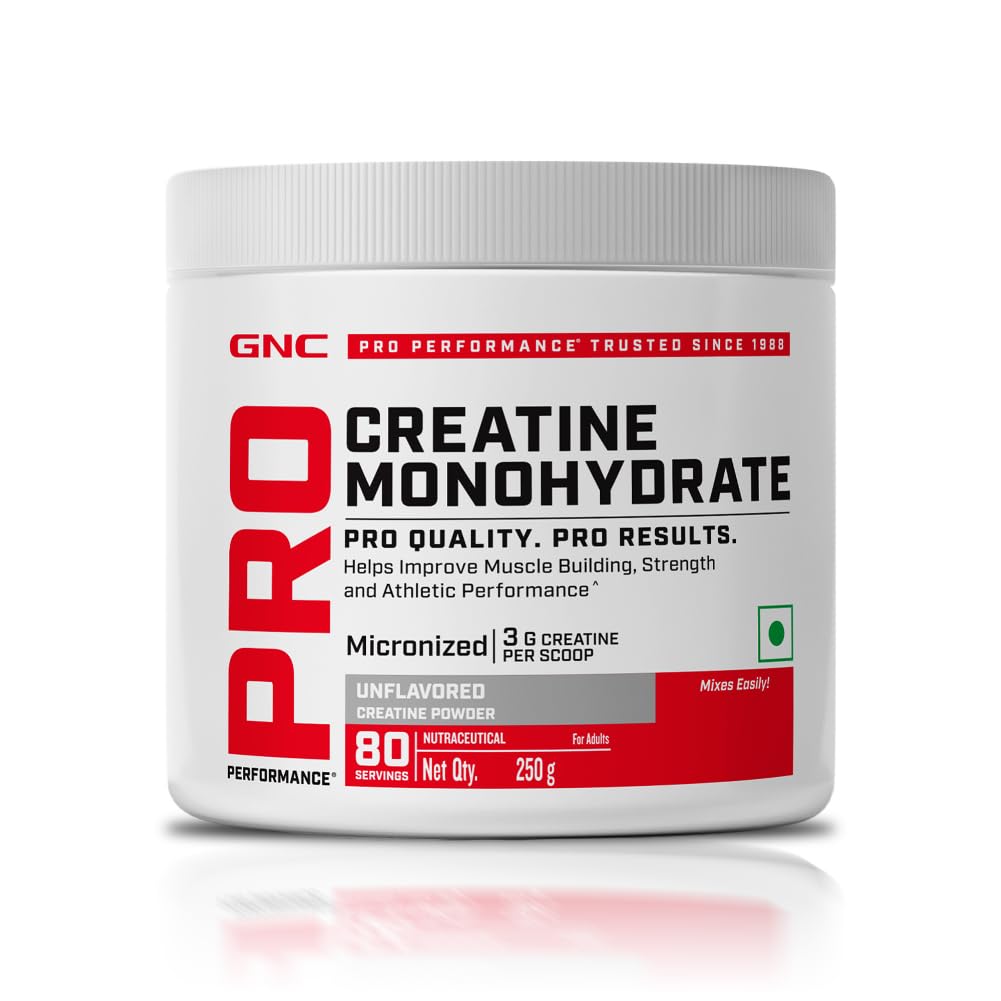 GNC PRO PERFORMANCE® TRUSTED SINCE 1988
PRO
PERFORMANCE®
CREATINE
MONOHYDRATE
PRO QUALITY. PRO RESULTS.
Helps Improve Muscle Building, Strength
and Athletic Performance^
Micronized
3 G CREATINE
PER SCOOP
UNFLAVORED
CREATINE POWDER
Mixes Easily!
80
SERVINGS
NUTRACEUTICAL For Adults
Net Qty. 250 g